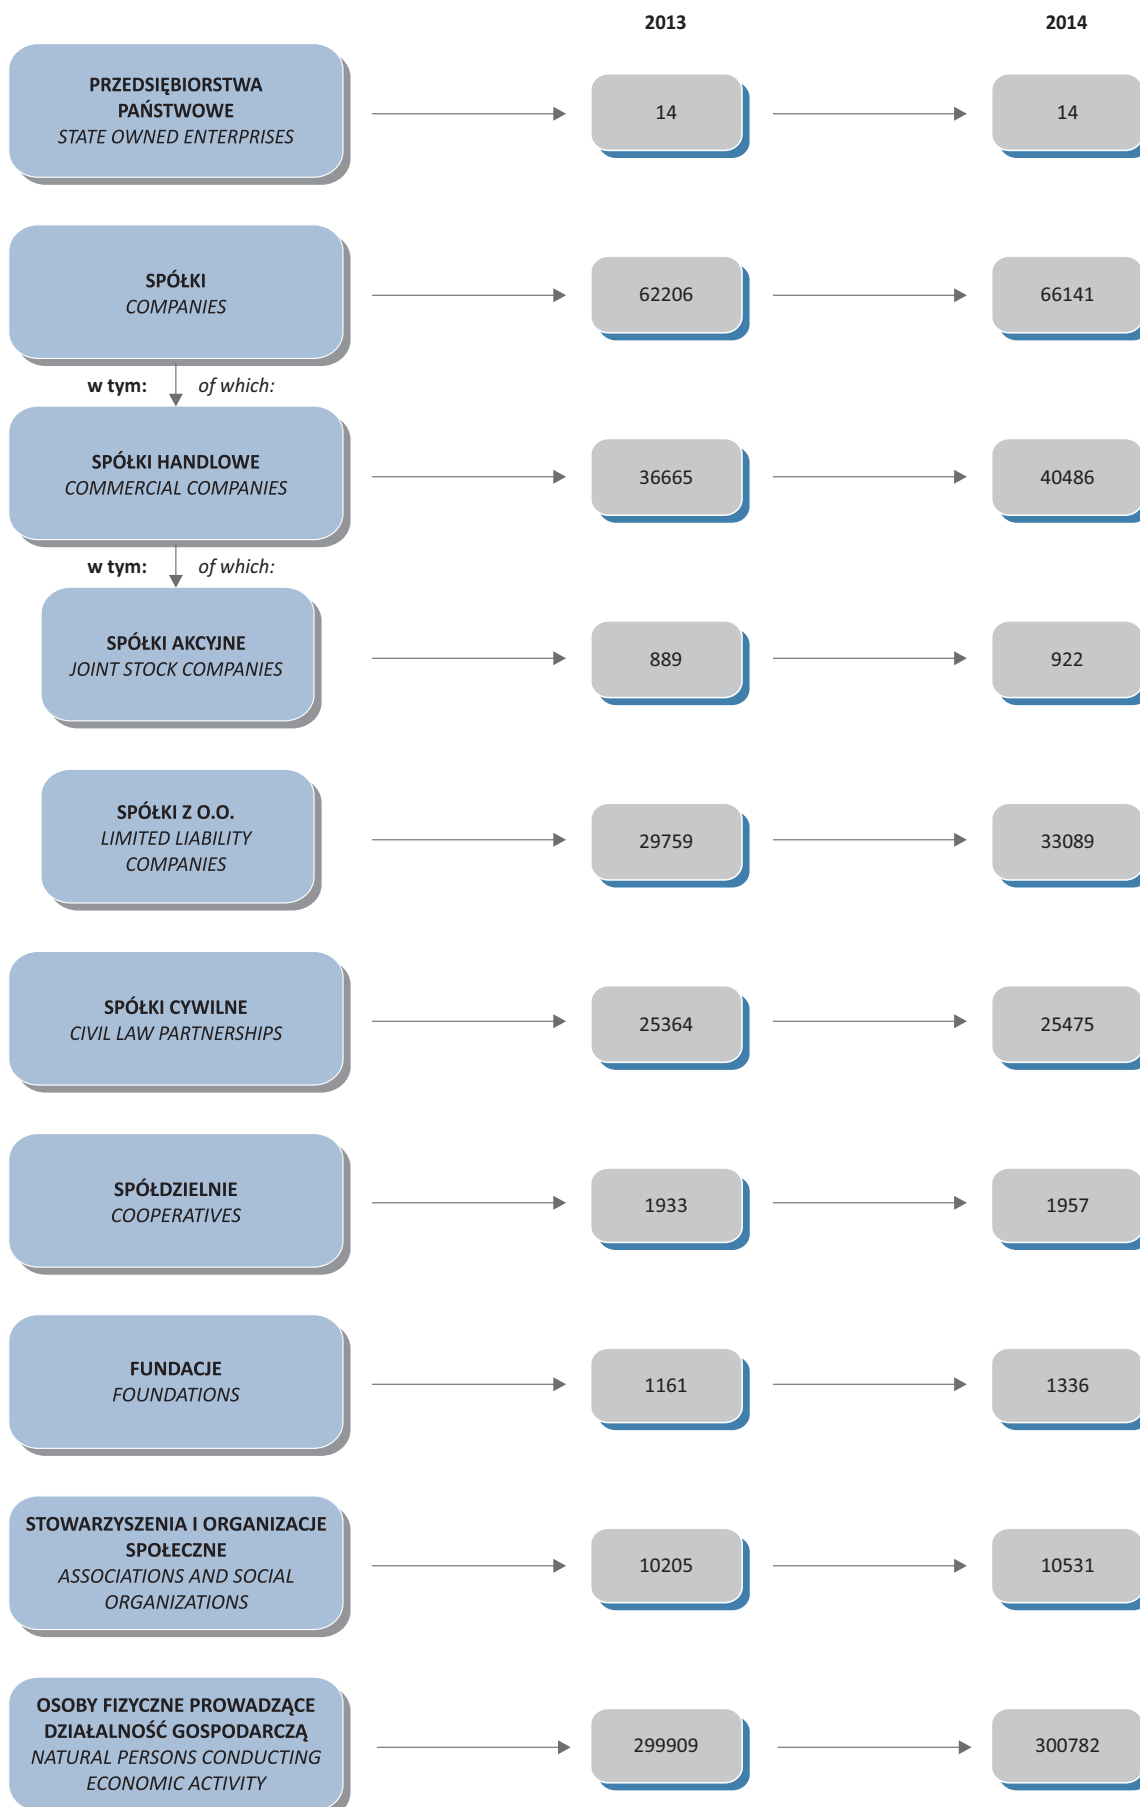 2013 2014
PRZEDSIĘBIORSTWA
PAŃSTWOWE
STATE OWNED ENTERPRISES
14 14
SPÓŁKI
COMPANIES
62206 66141
w tym: of which:
SPÓŁKI HANDLOWE
COMMERCIAL COMPANIES
36665 40486
w tym: of which:
SPÓŁKI AKCYJNE
JOINT STOCK COMPANIES
889 922
SPÓŁKI Z O.O.
LIMITED LIABILITY
COMPANIES
29759 33089
SPÓŁKI CYWILNE
CIVIL LAW PARTNERSHIPS
25364 25475
SPÓŁDZIELNIE
COOPERATIVES
1933 1957
FUNDACJE
FOUNDATIONS
1161 1336
STOWARZYSZENIA I ORGANIZACJE
SPOŁECZNE
ASSOCIATIONS AND SOCIAL
ORGANIZATIONS
10205 10531
OSOBY FIZYCZNE PROWADZĄCE
DZIAŁALNOŚĆ GOSPODARCZĄ
NATURAL PERSONS CONDUCTING
ECONOMIC ACTIVITY
299909 300782